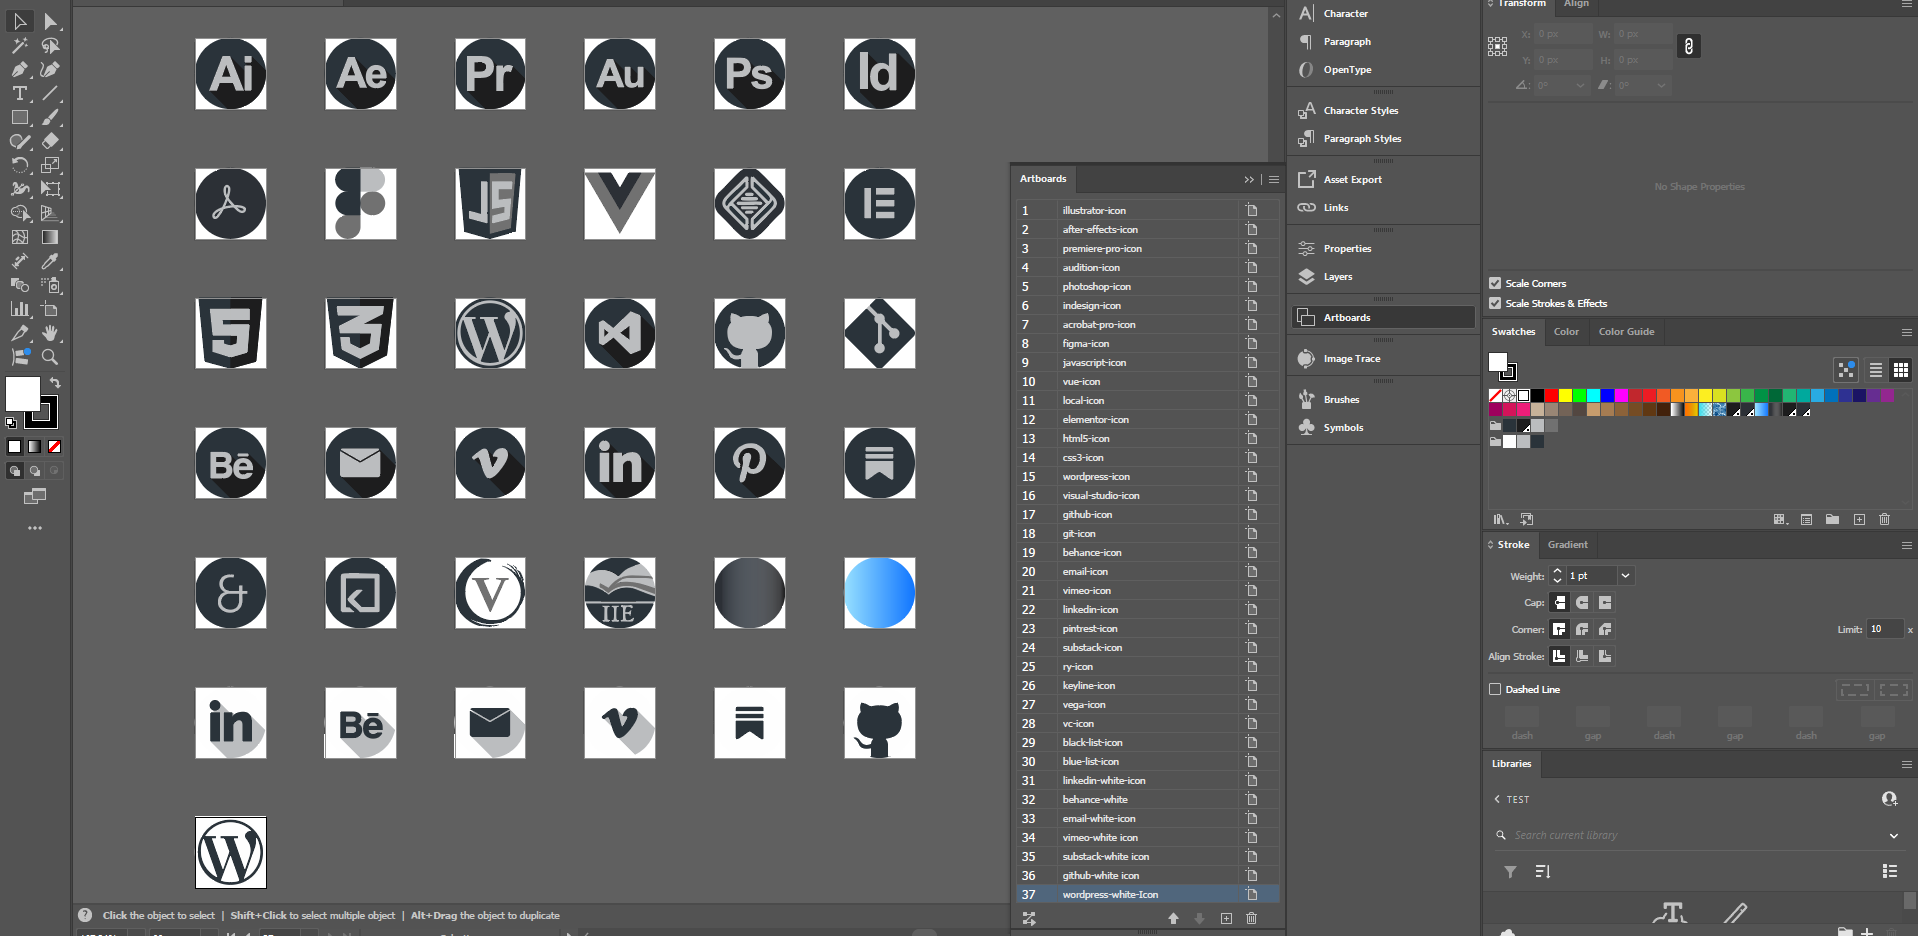 Ai Ae Pr Au Ps Id
JS
5 3 W
Bē in
& V IIE
in Bē
W
Click the object to select | Shift+Click to select multiple object | Alt+Drag the object to duplicate
Artboards
1 illustrator-icon
2 after-effects-icon
3 premiere-pro-icon
4 audition-icon
5 photoshop-icon
6 indesign-icon
7 acrobat-pro-icon
8 figma-icon
9 javascript-icon
10 vue-icon
11 local-icon
12 elementor-icon
13 html5-icon
14 css3-icon
15 wordpress-icon
16 visual-studio-icon
17 github-icon
18 git-icon
19 behance-icon
20 email-icon
21 vimeo-icon
22 linkedin-icon
23 pintrest-icon
24 substack-icon
25 ry-icon
26 keyline-icon
27 vega-icon
28 vc-icon
29 black-list-icon
30 blue-list-icon
31 linkedin-white-icon
32 behance-white
33 email-white-icon
34 vimeo-white icon
35 substack-white icon
36 github-white icon
37 wordpress-white-Icon
Character
Paragraph
OpenType
Character Styles
Paragraph Styles
Asset Export
Links
Properties
Layers
Artboards
Image Trace
Brushes
Symbols
Transform Align
X: 0 px W: 0 px
Y: 0 px H: 0 px
0° 0°
No Shape Properties
Scale Corners
Scale Strokes & Effects
Swatches Color Color Guide
Stroke Gradient
Weight: 1 pt
Cap:
Corner: Limit: 10 x
Align Stroke:
Dashed Line
dash gap dash gap dash gap
Libraries
TEST
Search current library